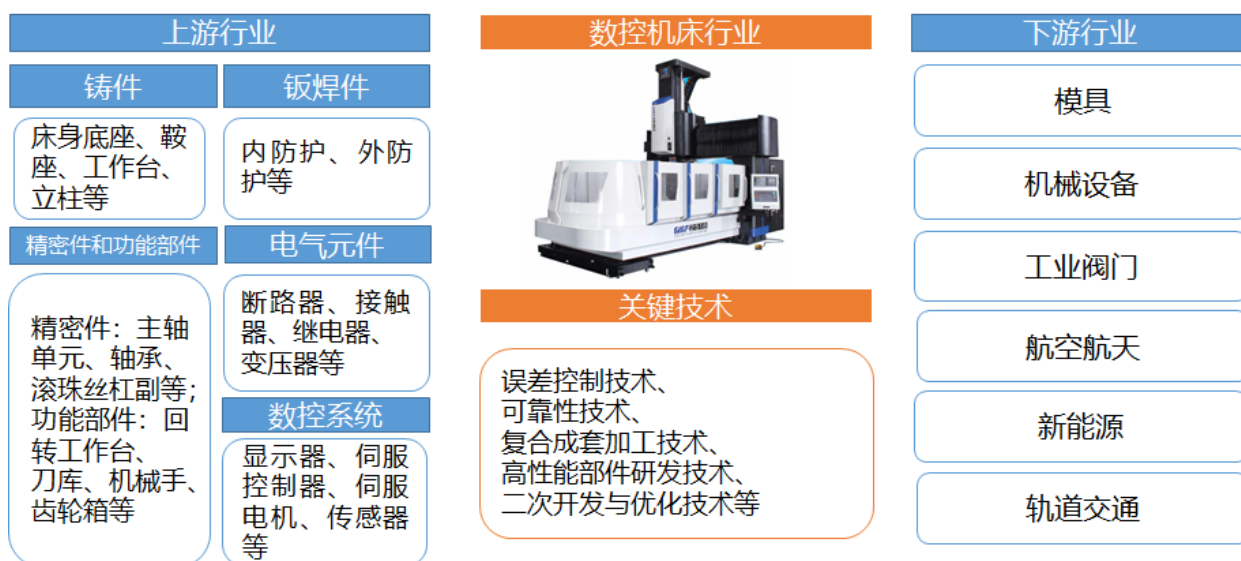 上游行业
铸件
床身底座、鞍
座、工作台、
立柱等
钣焊件
内防护、外防
护等
精密件和功能部件
精密件：主轴
单元、轴承、
滚珠丝杠副等；
功能部件：回
转工作台、
刀库、机械手、
齿轮箱等
电气元件
断路器、接触
器、继电器、
变压器等
数控系统
显示器、伺服
控制器、伺服
电机、传感器
等
数控机床行业
关键技术
误差控制技术、
可靠性技术、
复合成套加工技术、
高性能部件研发技术、
二次开发与优化技术等
下游行业
模具
机械设备
工业阀门
航空航天
新能源
轨道交通